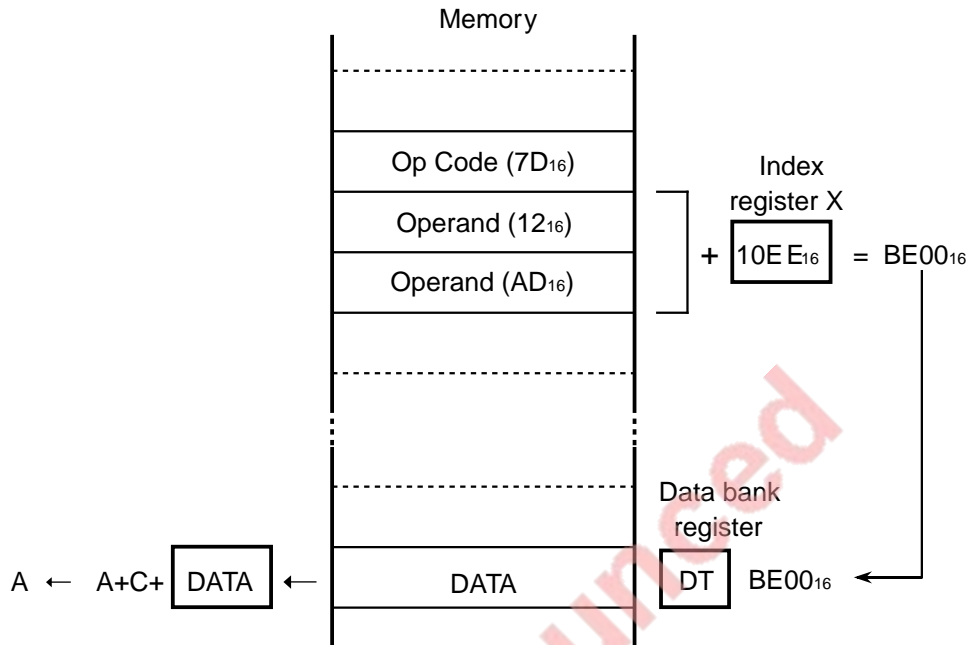 Memory
Op Code (7D16)
Index
register X
Operand (1216)
+ 10EE16 = BE0016
Operand (AD16)
Data bank
register
A ← A+C+ DATA ← DATA DT BE0016